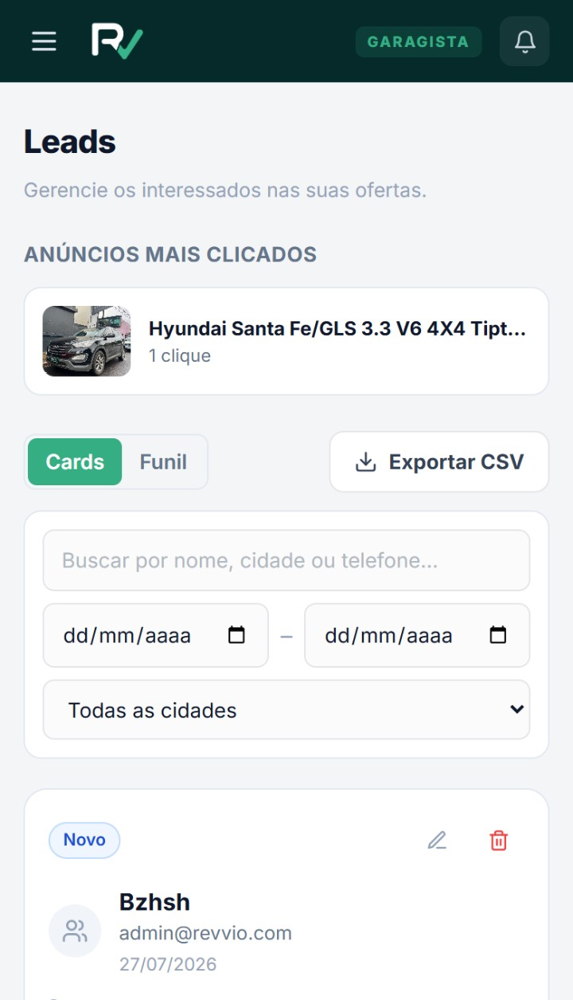 GARAGISTA
Leads
Gerencie os interessados nas suas ofertas.
ANÚNCIOS MAIS CLICADOS
Hyundai Santa Fe/GLS 3.3 V6 4X4 Tipt...
1 clique
Cards Funil Exportar CSV
Buscar por nome, cidade ou telefone...
dd/mm/aaaa – dd/mm/aaaa
Todas as cidades
Novo
Bzhsh
admin@revvio.com
27/07/2026